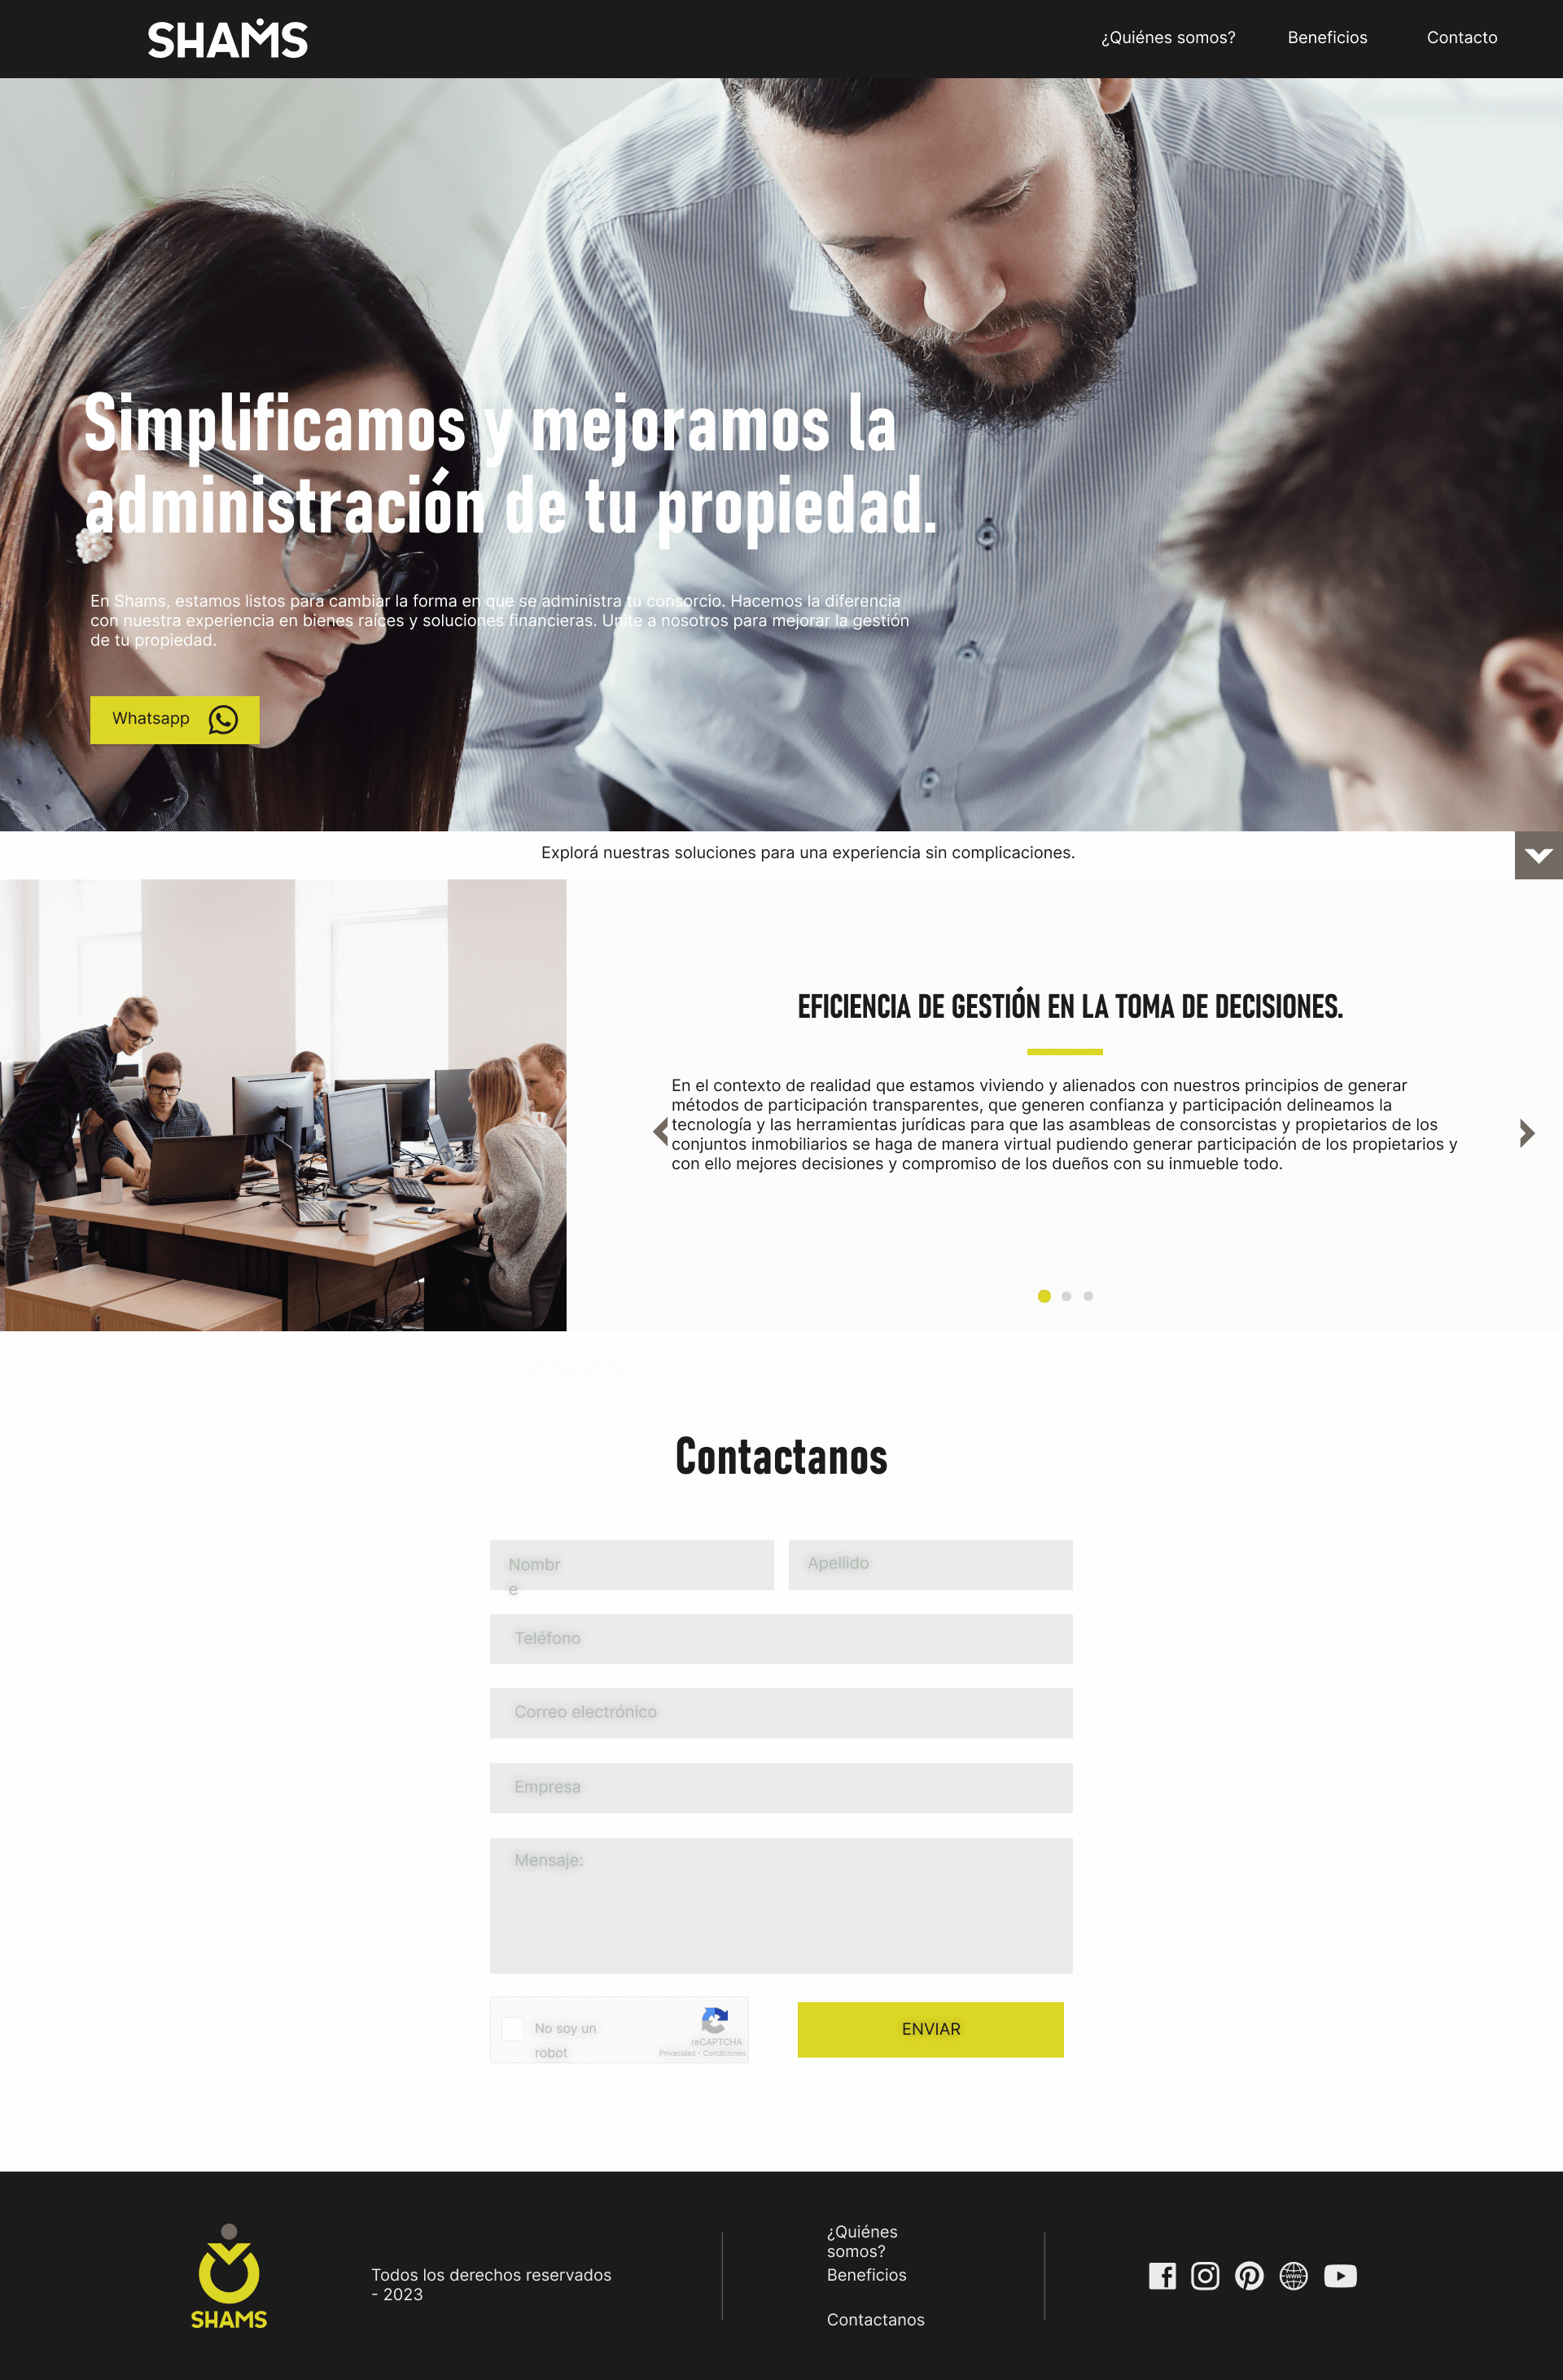 SHAMS
¿Quiénes somos?
Beneficios
Contacto
Simplificamos y mejoramos la
administración de tu propiedad.
En Shams, estamos listos para cambiar la forma en que se administra tu consorcio. Hacemos la diferencia
con nuestra experiencia en bienes raíces y soluciones financieras. Unite a nosotros para mejorar la gestión
de tu propiedad.
Whatsapp
Explorá nuestras soluciones para una experiencia sin complicaciones.
EFICIENCIA DE GESTIÓN EN LA TOMA DE DECISIONES.
En el contexto de realidad que estamos viviendo y alienados con nuestros principios de generar
métodos de participación transparentes, que generen confianza y participación delineamos la
tecnología y las herramientas jurídicas para que las asambleas de consorcistas y propietarios de los
conjuntos inmobiliarios se haga de manera virtual pudiendo generar participación de los propietarios y
con ello mejores decisiones y compromiso de los dueños con su inmueble todo.
Contactanos
Nombr
e
Apellido
Teléfono
Correo electrónico
Empresa
Mensaje:
No soy un
robot
reCAPTCHA
Privacidad - Condiciones
ENVIAR
SHAMS
Todos los derechos reservados
- 2023
¿Quiénes
somos?
Beneficios
Contactanos
www